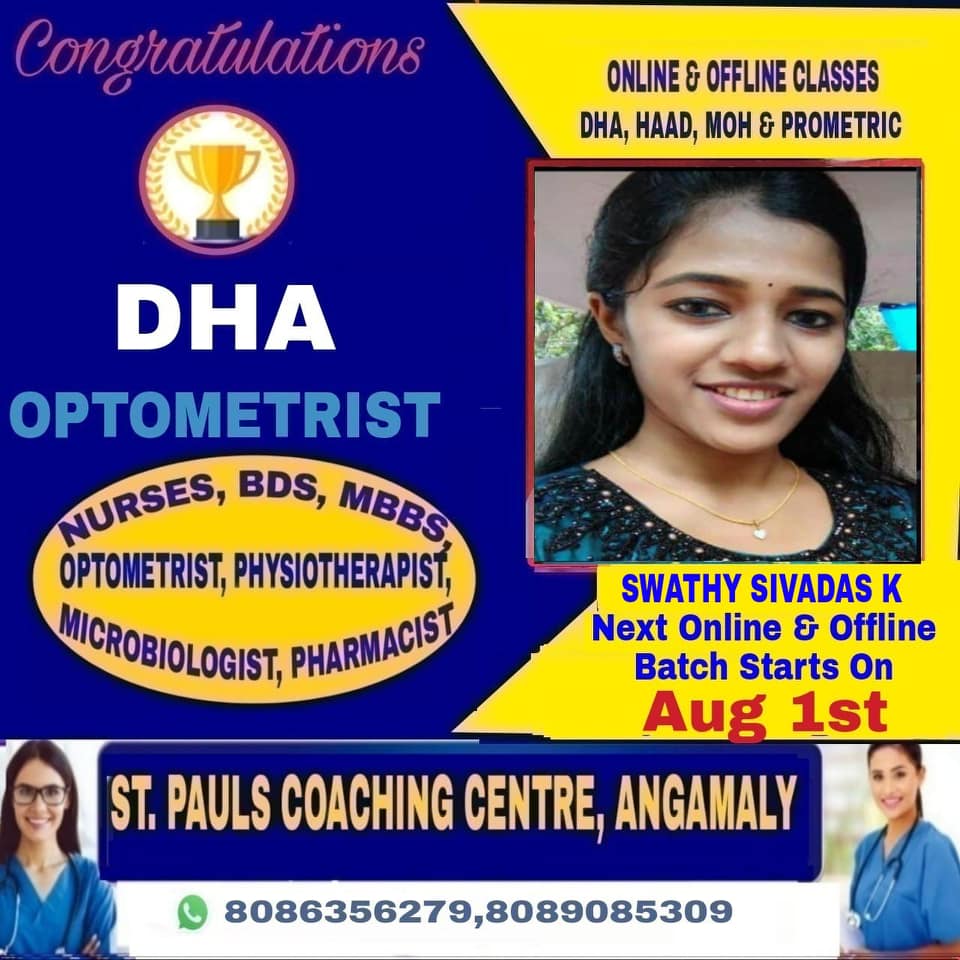 Congratulations
DHA
OPTOMETRIST
NURSES, BDS, MBBS,
OPTOMETRIST, PHYSIOTHERAPIST,
MICROBIOLOGIST, PHARMACIST
ONLINE & OFFLINE CLASSES
DHA, HAAD, MOH & PROMETRIC
SWATHY SIVADAS K
Next Online & Offline
Batch Starts On
Aug 1st
ST. PAULS COACHING CENTRE, ANGAMALY
8086356279,8089085309